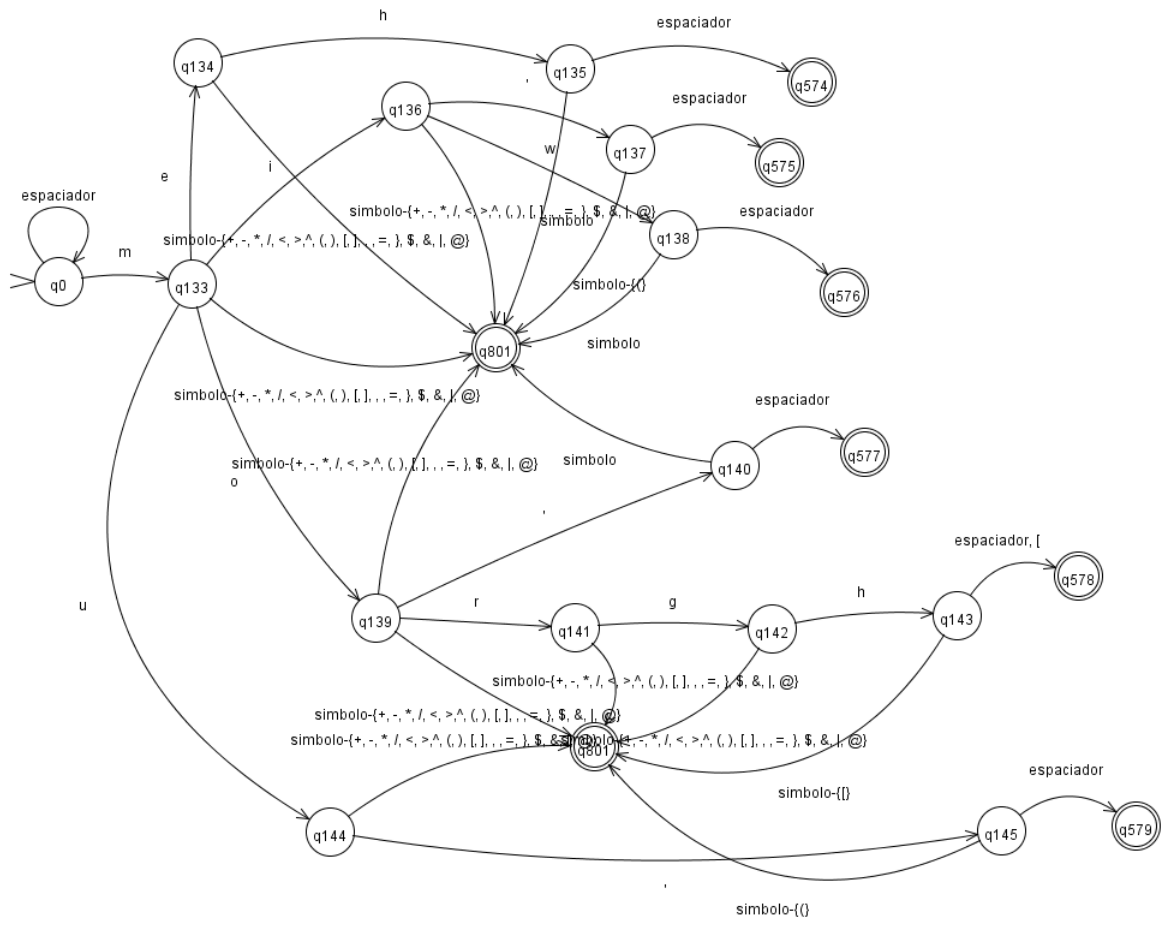 h
espaciador
q134
q135
q574
'
espaciador
q136
w
q137
q575
e
i
espaciador
simbolo-{+, -, *, /, <, >,^, (, ), [, ], , , =, }, $, &, |, @}
espaciador
simbolo
q138
simbolo-{+, -, *, /, <, >,^, (, ), [, ], , , =, }, $, &, |, @}
m
q0
q133
simbolo-{(}
q576
q801
simbolo
simbolo-{+, -, *, /, <, >,^, (, ), [, ], , , =, }, $, &, |, @}
espaciador
simbolo-{+, -, *, /, <, >,^, (, ), [, ], , , =, }, $, &, |, @}
simbolo
q140
q577
o
'
espaciador, [
u
r
g
h
q578
q139
q141
q142
q143
simbolo-{+, -, *, /, <, >,^, (, ), [, ], , , =, }, $, &, |, @}
simbolo-{+, -, *, /, <, >,^, (, ), [, ], , , =, }, $, &, |, @}
simbolo-{+, -, *, /, <, >,^, (, ), [, ], , , =, }, $, &, |, @}
simbolo-{+, -, *, /, <, >,^, (, ), [, ], , , =, }, $, &, |, @}
q801
espaciador
simbolo-{[}
q144
q145
q579
'
simbolo-{(}